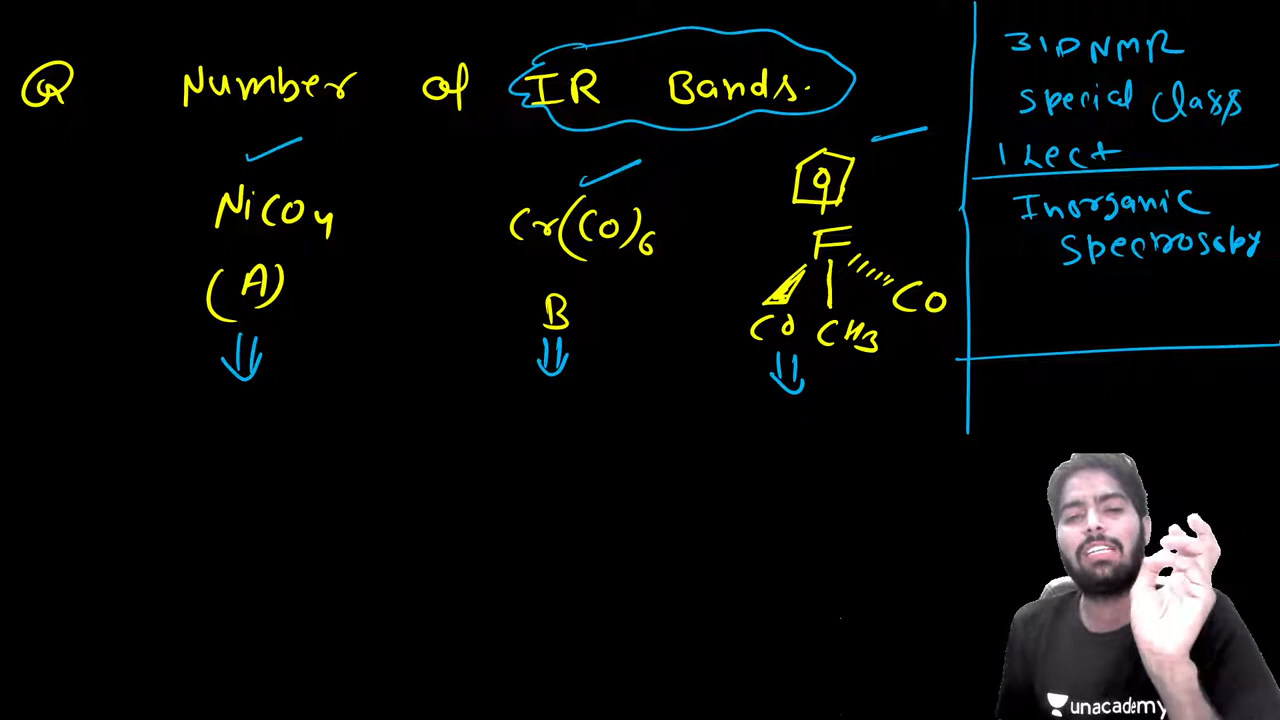 Q Number of IR Bands.
NiCO4
(A)
Cr(CO)6
B
F
CO CH3 CO
31P NMR
special Class
1 Lect
Inorganic
Spectroscopy
unacademy